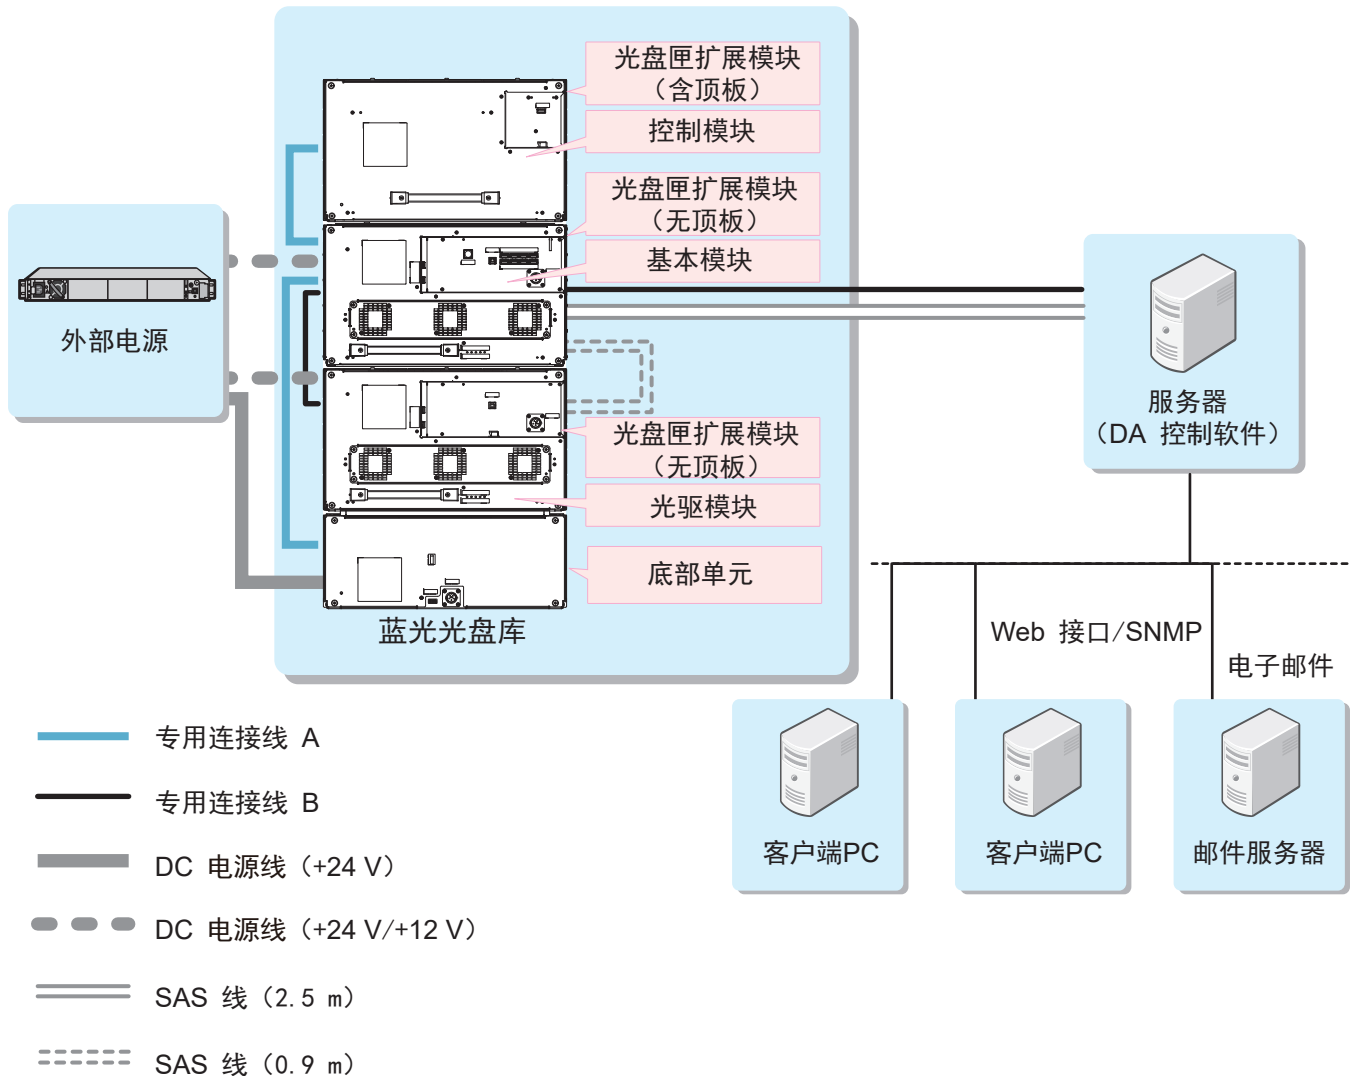 光盘匣扩展模块
（含顶板）
控制模块
光盘匣扩展模块
（无顶板）
基本模块
外部电源
服务器
（DA 控制软件）
光盘匣扩展模块
（无顶板）
光驱模块
底部单元
蓝光光盘库
Web 接口/SNMP
电子邮件
客户端PC
客户端PC
邮件服务器
专用连接线 A
专用连接线 B
DC 电源线（+24 V）
DC 电源线（+24 V/+12 V）
SAS 线（2.5 m）
SAS 线（0.9 m）